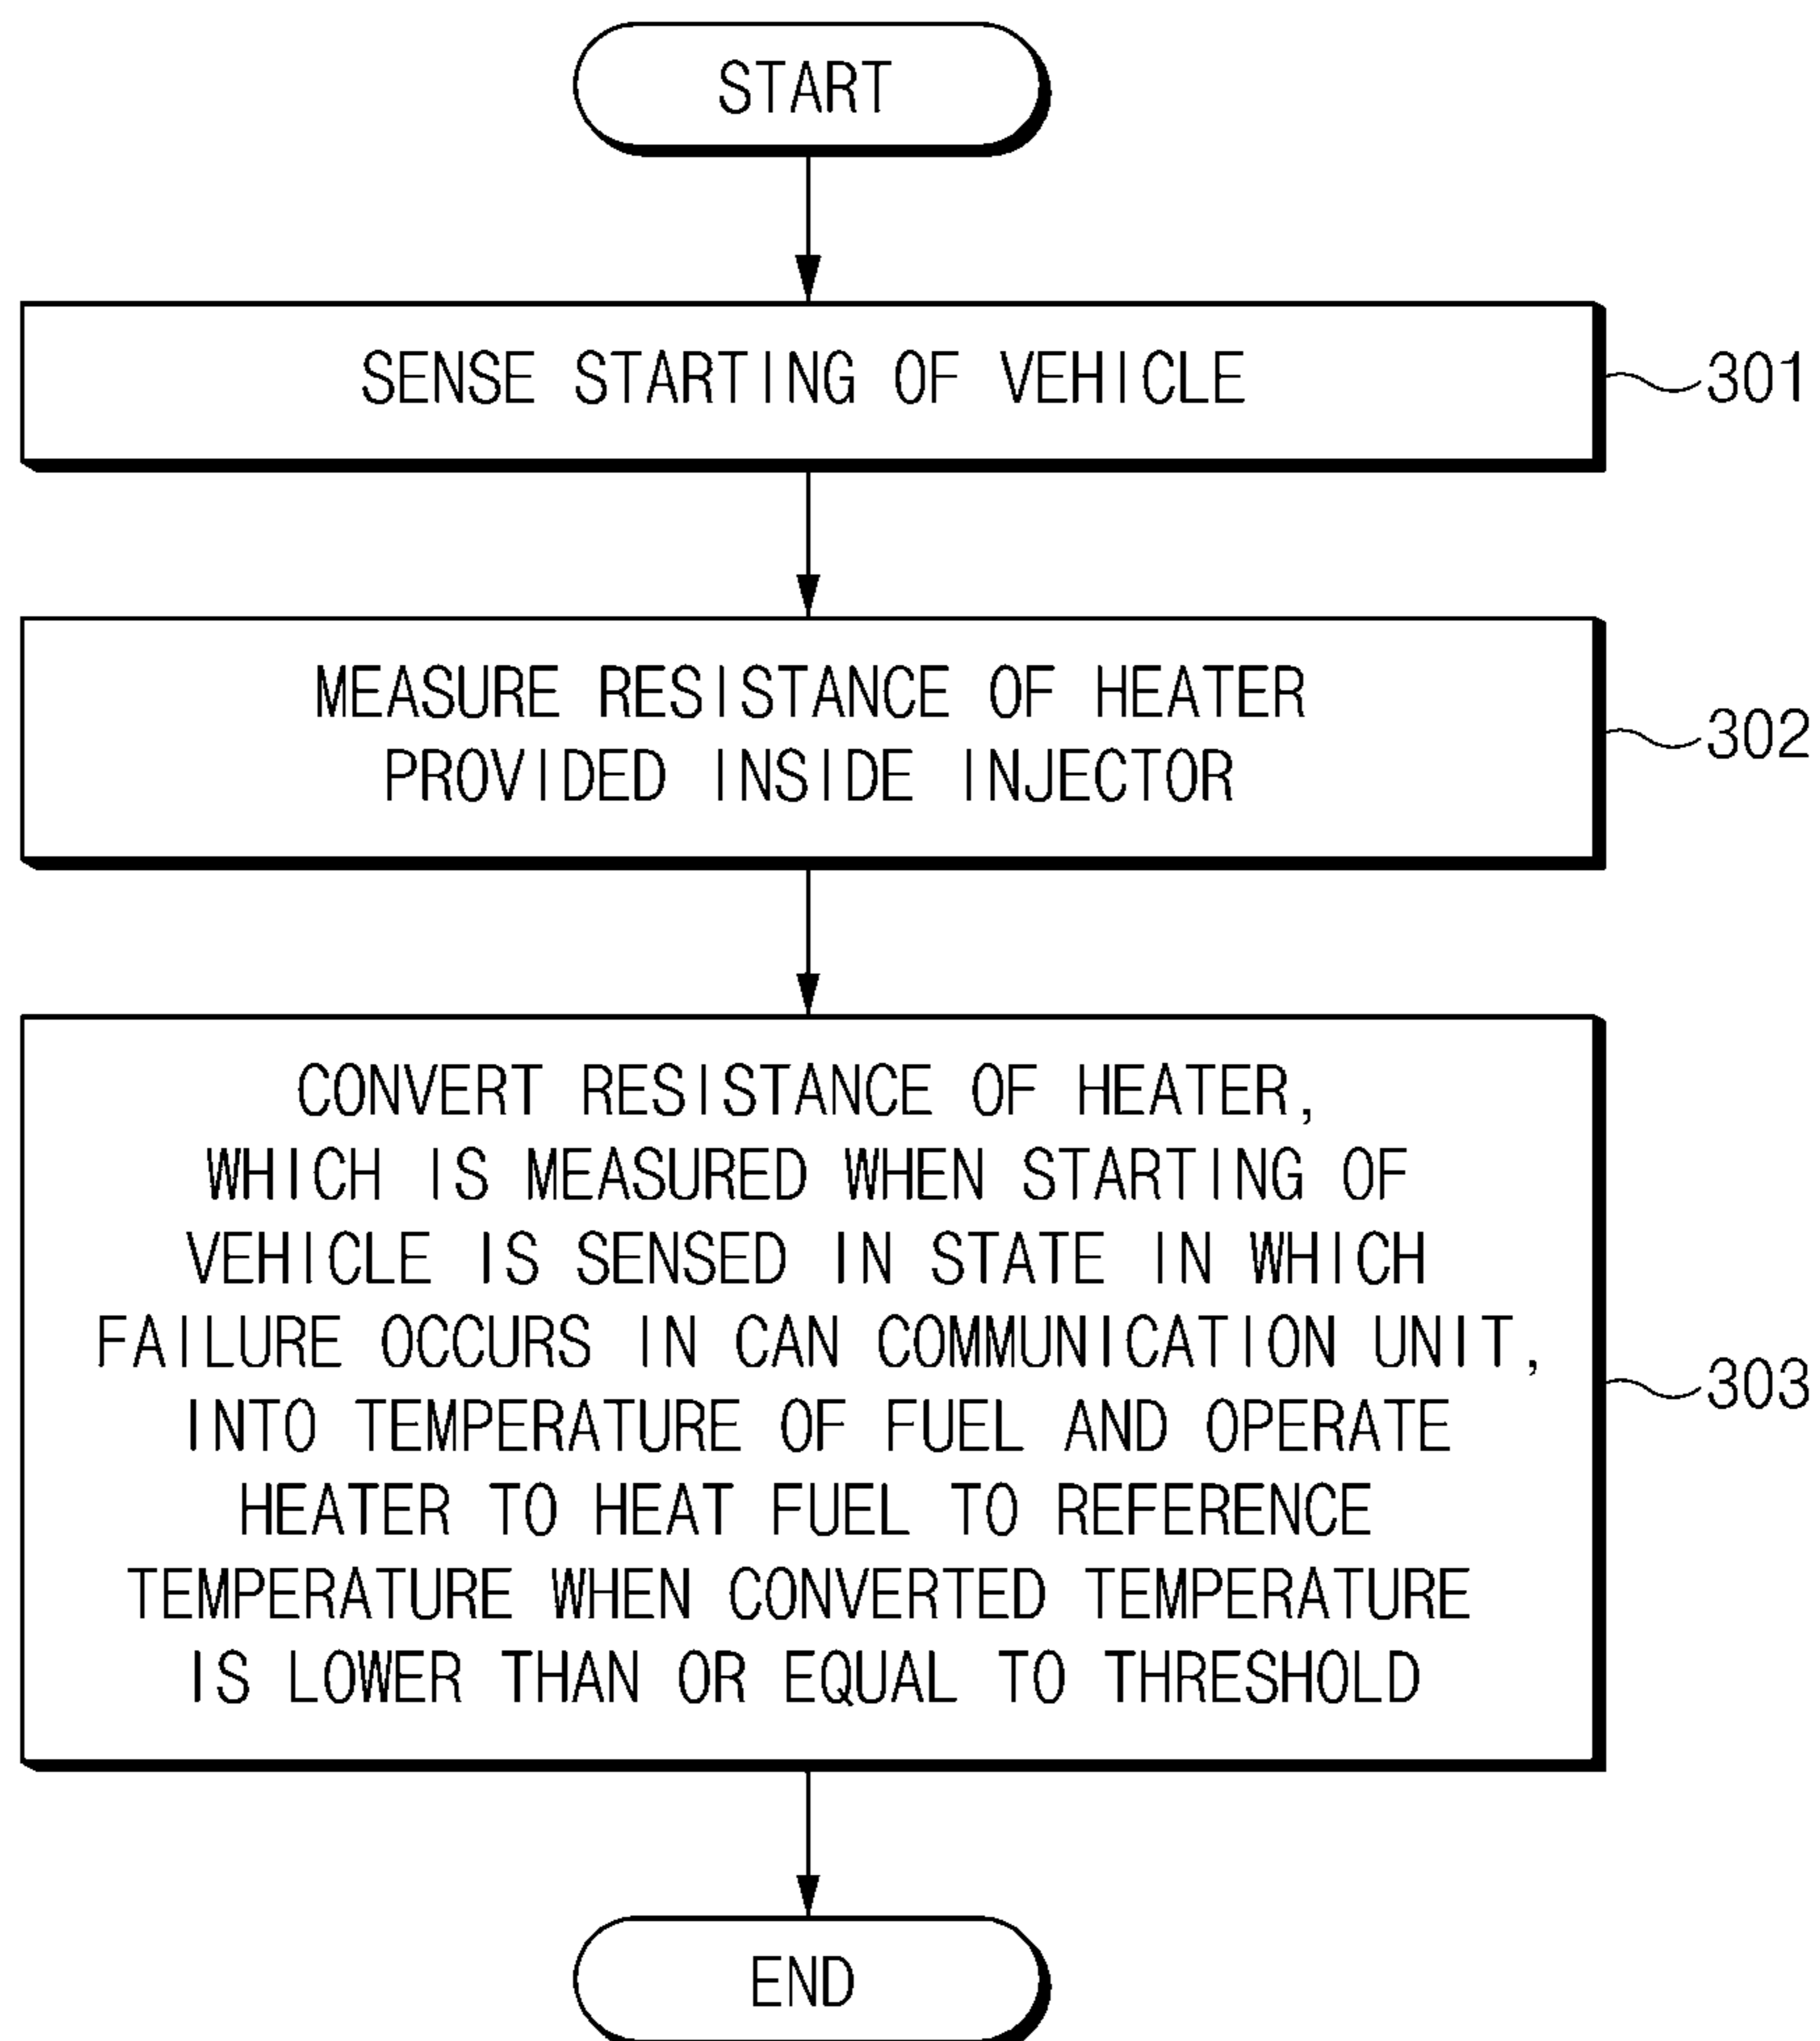 START
SENSE STARTING OF VEHICLE
301
MEASURE RESISTANCE OF HEATER
PROVIDED INSIDE INJECTOR
302
CONVERT RESISTANCE OF HEATER,
WHICH IS MEASURED WHEN STARTING OF
VEHICLE IS SENSED IN STATE IN WHICH
FAILURE OCCURS IN CAN COMMUNICATION UNIT,
INTO TEMPERATURE OF FUEL AND OPERATE
HEATER TO HEAT FUEL TO REFERENCE
TEMPERATURE WHEN CONVERTED TEMPERATURE
IS LOWER THAN OR EQUAL TO THRESHOLD
303
END